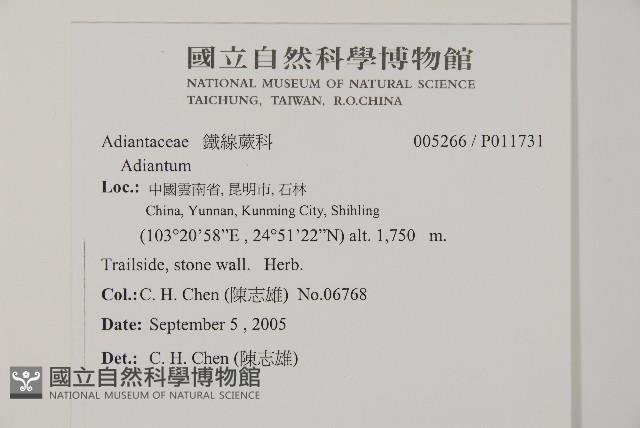 國立自然科學博物館
NATIONAL MUSEUM OF NATURAL SCIENCE
TAICHUNG, TAIWAN, R.O.CHINA
Adiantaceae 鐵線蕨科 005266 / P011731
Adiantum
Loc.: 中國雲南省, 昆明市, 石林
China, Yunnan, Kunming City, Shihling
(103°20'58”E , 24°51'22”N) alt. 1,750 m.
Trailside, stone wall. Herb.
Col.: C. H. Chen (陳志雄) No.06768
Date: September 5 , 2005
Det.: C. H. Chen (陳志雄)
國立自然科學博物館
NATIONAL MUSEUM OF NATURAL SCIENCE